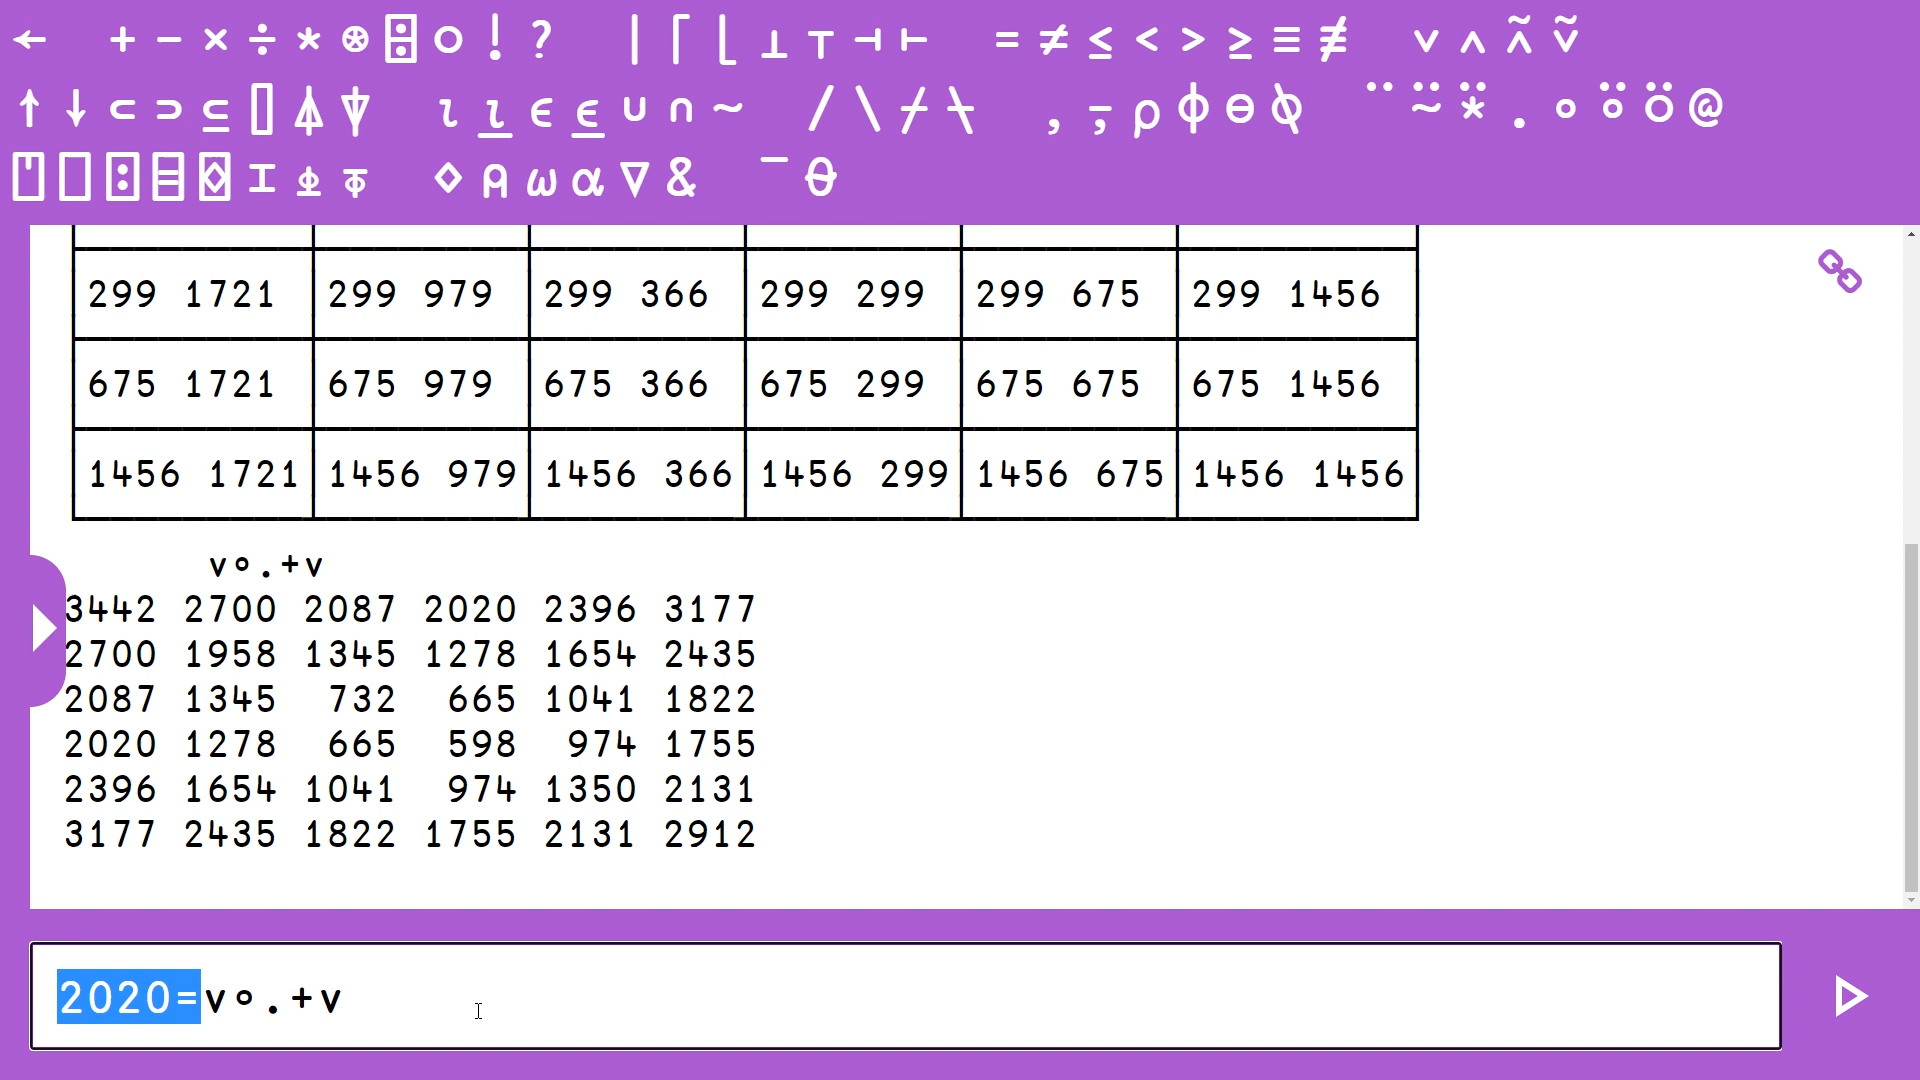 ← + - × ÷ * ⍟ ⌹ ○ ! ? | ⌈ ⌊ ⊥ ⊤ ⊣ ⊢ = ≠ ≤ < > ≥ ≡ ≢ ∨ ∧ ⍲ ⍱
↑ ↓ ⊂ ⊃ ⊆ ⌷ ⍋ ⍒ ⍳ ⍸ ∊ ⍷ ∪ ∩ ~ / \ ⌿ ⍀ , ⍪ ⍴ ⌽ ⊖ ⍉ ¨ ⍨ ⍣ . ∘ ⍤ ⍥ @
⍞ ⎕ ⍠ ⌸ ⌺ ⌶ ⍎ ⍕ ⋄ ⍝ ⍵ ⍺ ∇ & ¯ ⍬
299 1721 299 979 299 366 299 299 299 675 299 1456
675 1721 675 979 675 366 675 299 675 675 675 1456
1456 1721 1456 979 1456 366 1456 299 1456 675 1456 1456
v∘.+v
3442 2700 2087 2020 2396 3177
2700 1958 1345 1278 1654 2435
2087 1345 732 665 1041 1822
2020 1278 665 598 974 1755
2396 1654 1041 974 1350 2131
3177 2435 1822 1755 2131 2912
2020=v∘.+v